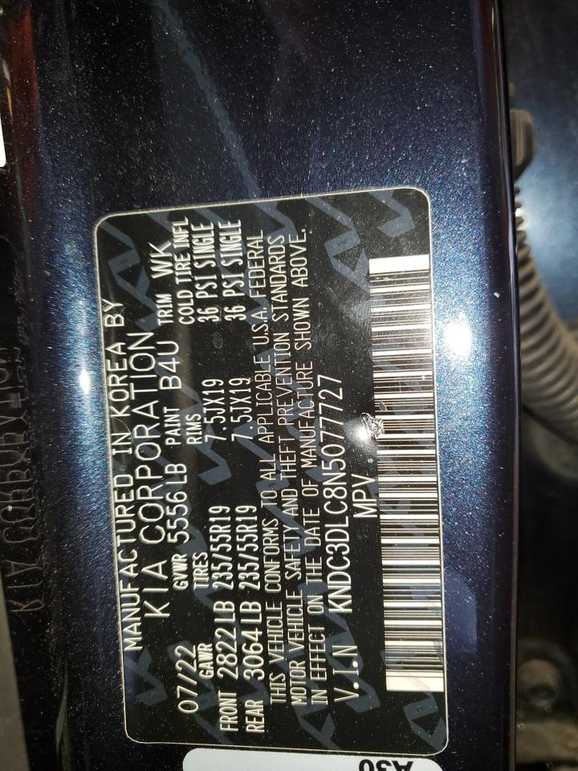 MANUFACTURED IN KOREA BY
KIA CORPORATION
07/22 GVWR 5556 LB PAINT B4U TRIM WK
GAWR TIRES RIMS COLD TIRE INFL
FRONT 2822 LB 235/55R19 7.5JX19 36 PSI SINGLE
REAR 3064 LB 235/55R19 7.5JX19 36 PSI SINGLE
THIS VEHICLE CONFORMS TO ALL APPLICABLE U.S.A. FEDERAL
MOTOR VEHICLE SAFETY AND THEFT PREVENTION STANDARDS
IN EFFECT ON THE DATE OF MANUFACTURE SHOWN ABOVE.
V.I.N KNDC3DLC8N5077727
MPV
A30